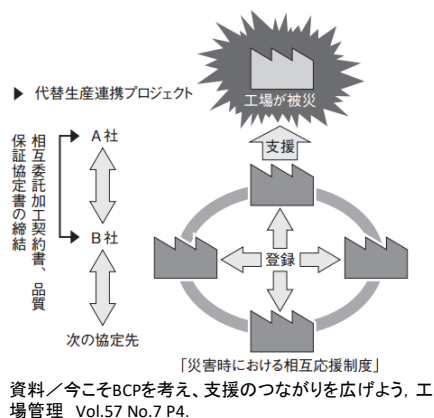 工場が被災
▶ 代替生産連携プロジェクト
支援
A社
相互委託加工契約書、品質
保証協定書の締結
B社
登録
次の協定先
「災害時における相互応援制度」
資料／今こそBCPを考え、支援のつながりを広げよう，工
場管理 Vol.57 No.7 P4.